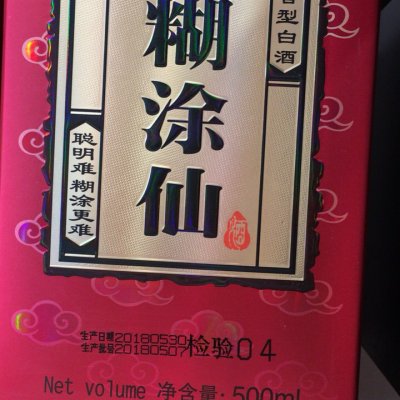 型白酒
糊涂仙
聪明难糊涂更难
生产日期20180530
生产批号20180507
检验04
Net volume 净含量:500ml